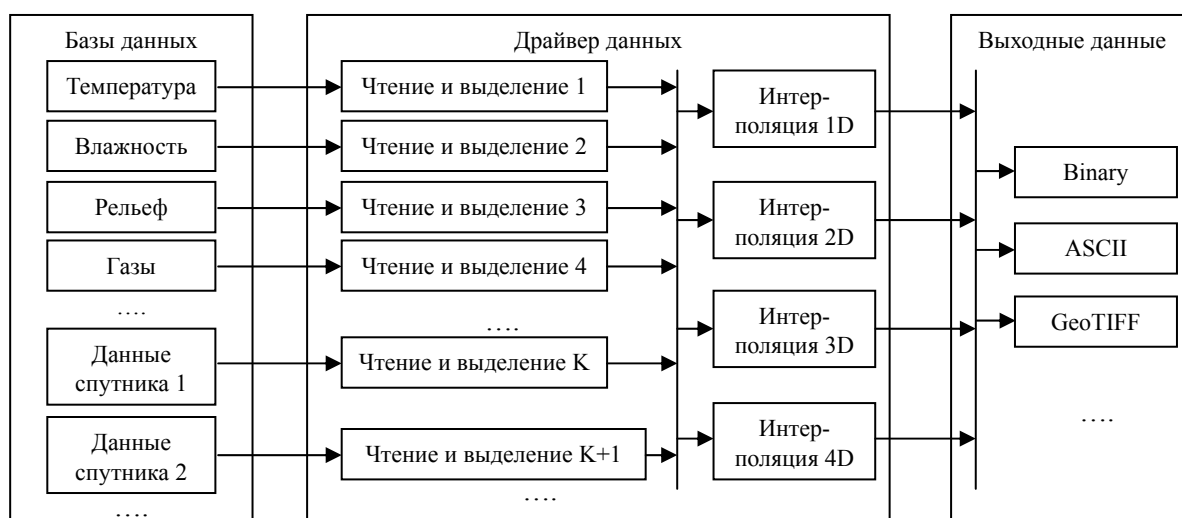 Базы данных
Температура
Влажность
Рельеф
Газы
….
Данные
спутника 1
Данные
спутника 2
….
Драйвер данных
Чтение и выделение 1
Чтение и выделение 2
Чтение и выделение 3
Чтение и выделение 4
….
Чтение и выделение K
Чтение и выделение K+1
….
Интер-
поляция 1D
Интер-
поляция 2D
Интер-
поляция 3D
Интер-
поляция 4D
Выходные данные
Binary
ASCII
GeoTIFF
….